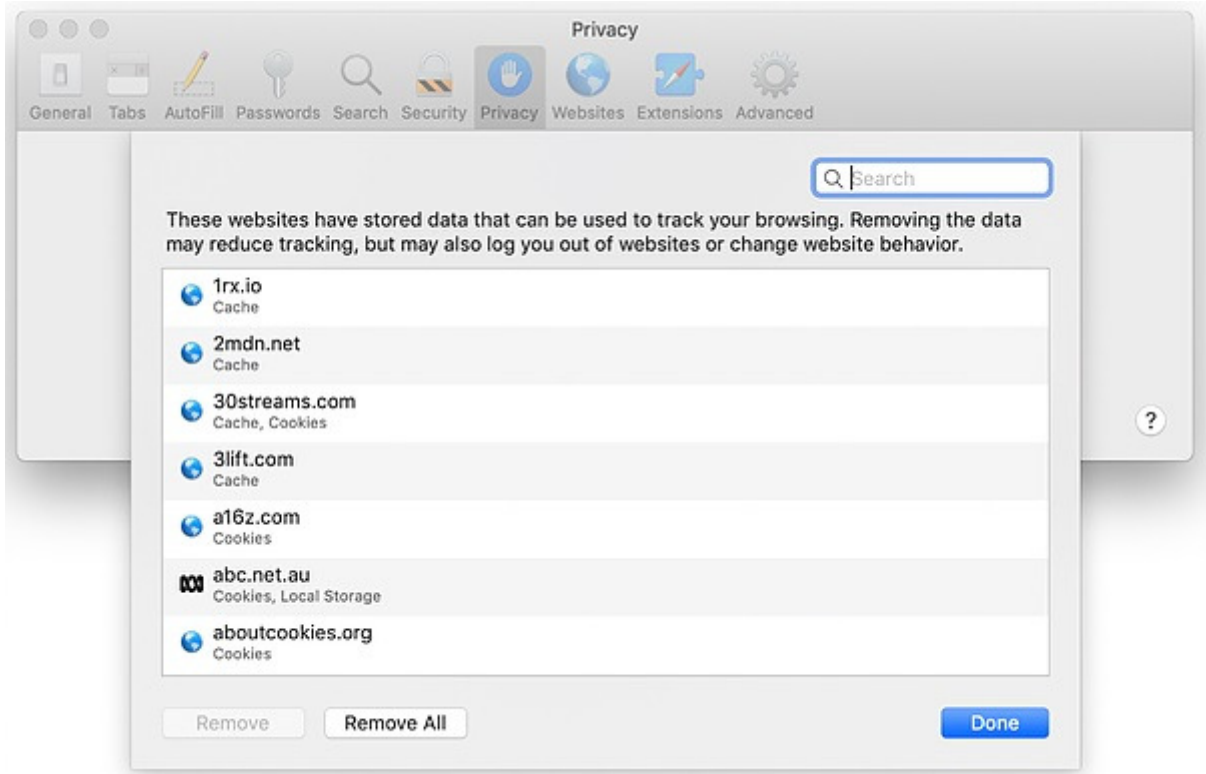 Privacy
General Tabs AutoFill Passwords Search Security Privacy Websites Extensions Advanced
Search
These websites have stored data that can be used to track your browsing. Removing the data
may reduce tracking, but may also log you out of websites or change website behavior.
1rx.io
Cache
2mdn.net
Cache
30streams.com
Cache, Cookies
3lift.com
Cache
a16z.com
Cookies
abc.net.au
Cookies, Local Storage
aboutcookies.org
Cookies
?
Remove Remove All Done